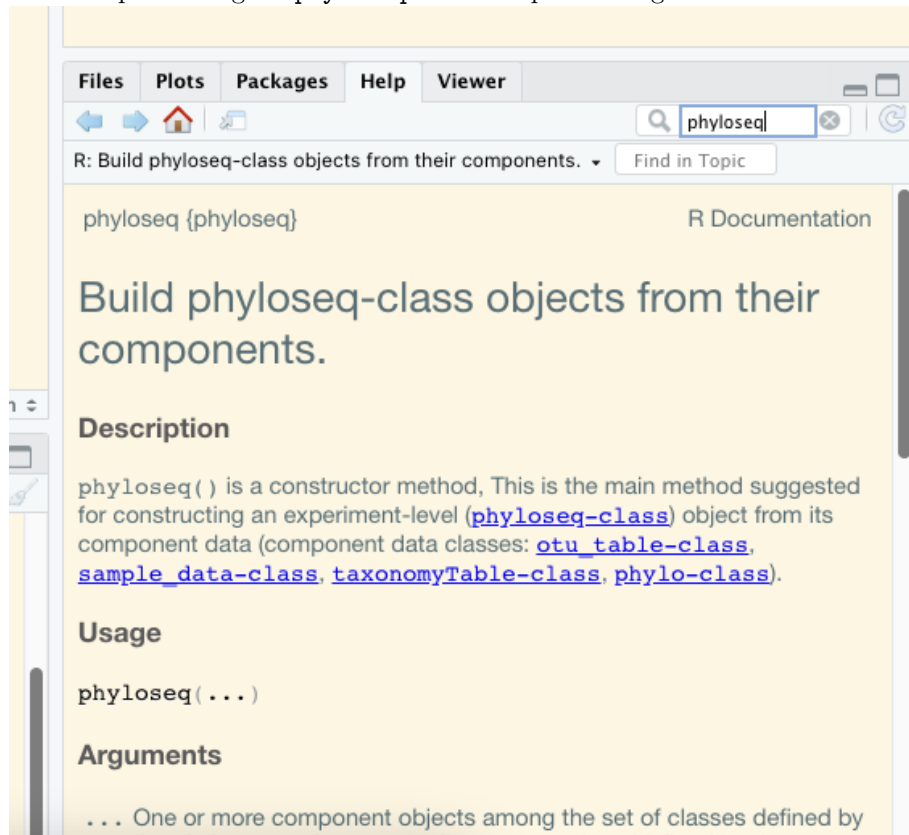 Files Plots Packages Help Viewer
phyloseq
R: Build phyloseq-class objects from their components. Find in Topic
phyloseq {phyloseq} R Documentation
Build phyloseq-class objects from their
components.
Description
phyloseq() is a constructor method, This is the main method suggested
for constructing an experiment-level (phyloseq-class) object from its
component data (component data classes: otu_table-class,
sample_data-class, taxonomyTable-class, phylo-class).
Usage
phyloseq(...)
Arguments
... One or more component objects among the set of classes defined by